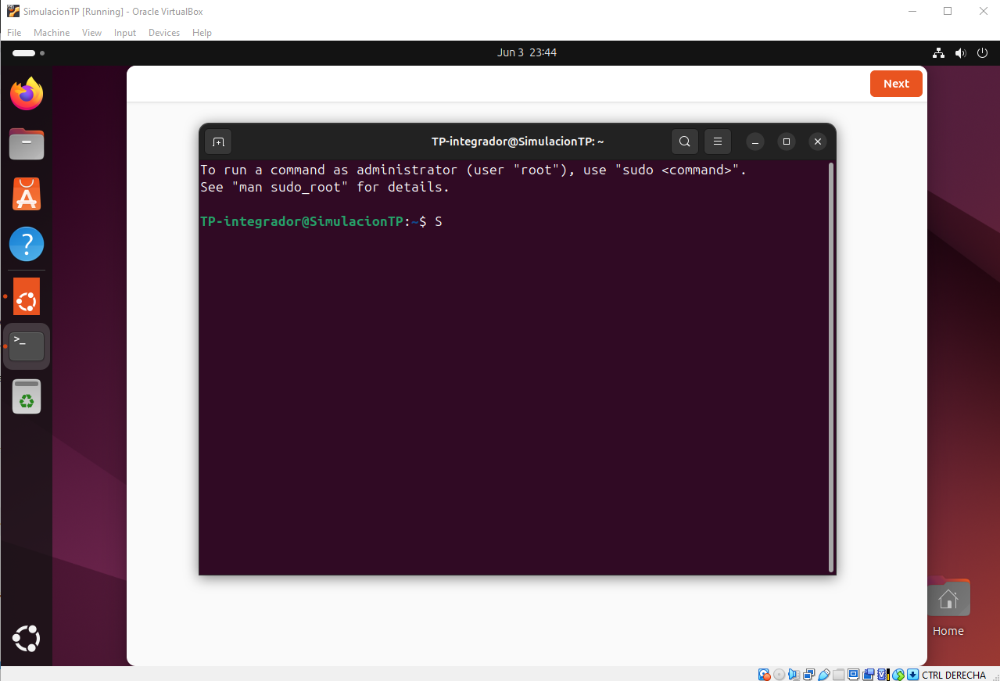 SimulacionTP [Running] - Oracle VirtualBox
File Machine View Input Devices Help
Jun 3 23:44
Next
TP-integrador@SimulacionTP: ~
To run a command as administrator (user "root"), use "sudo <command>".
See "man sudo_root" for details.
TP-integrador@SimulacionTP:~$ S
Home
CTRL DERECHA